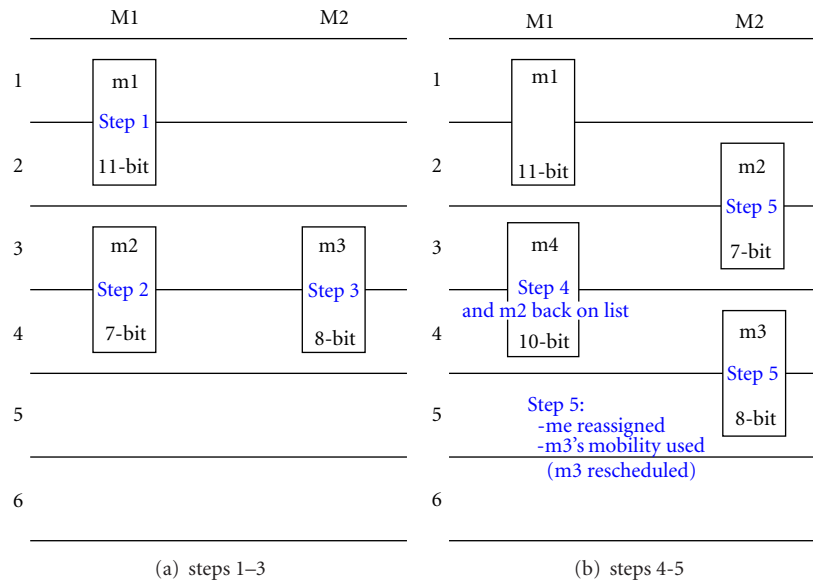 M1 M2
1 m1
Step 1
2 11-bit
3 m2 m3
Step 2 Step 3
4 7-bit 8-bit
5
6
(a) steps 1–3
M1 M2
1 m1
2 11-bit m2
Step 5
3 m4 7-bit
Step 4
and m2 back on list
4 10-bit m3
Step 5
5 8-bit
Step 5:
-me reassigned
-m3's mobility used
(m3 rescheduled)
6
(b) steps 4-5